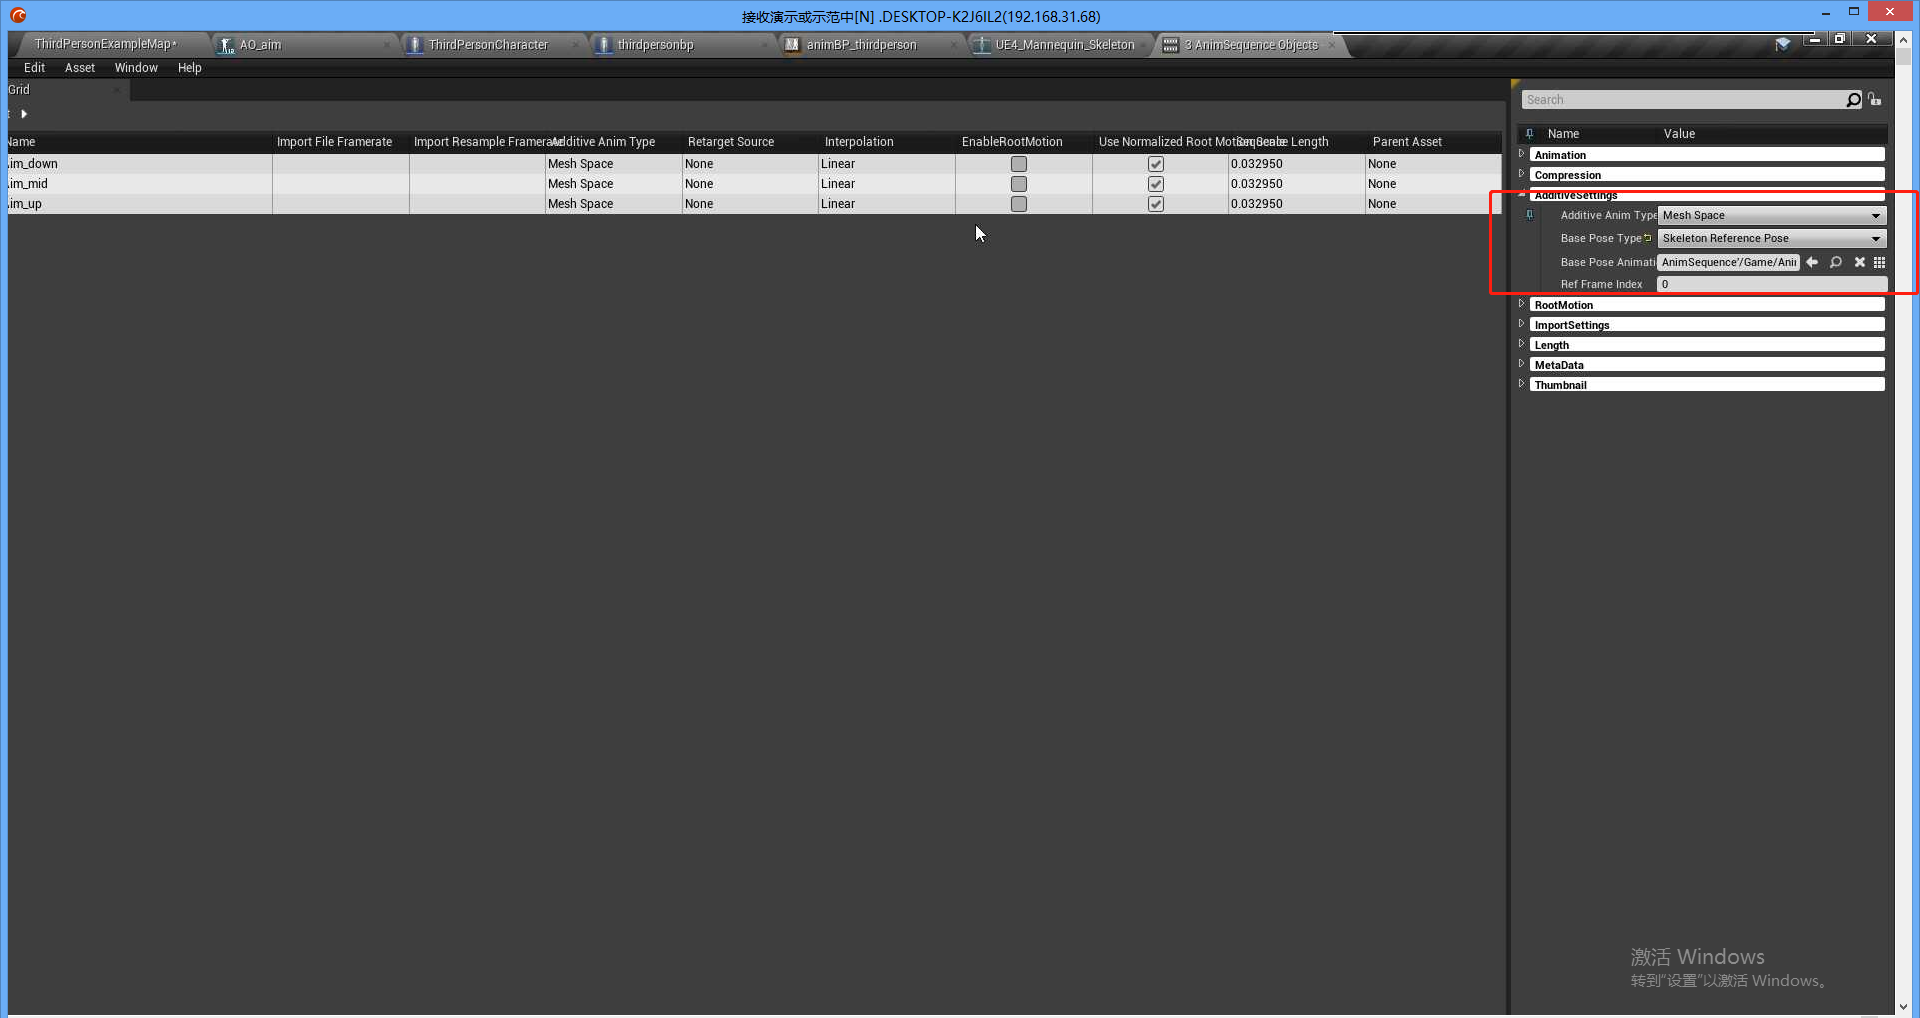 接收演示或示范中[N] .DESKTOP-K2J6IL2(192.168.31.68)
ThirdPersonExampleMap* AO_aim ThirdPersonCharacter thirdpersonbp animBP_thirdperson UE4_Mannequin_Skeleton 3 AnimSequence Objects
Edit Asset Window Help
Grid
Name Import File Framerate Import Resample Framerate Additive Anim Type Retarget Source Interpolation EnableRootMotion Use Normalized Root Motion Scale Sequence Length Parent Asset
im_down Mesh Space None Linear 0.032950 None
im_mid Mesh Space None Linear 0.032950 None
im_up Mesh Space None Linear 0.032950 None
Search
Name Value
Animation
Compression
AdditiveSettings
Additive Anim Type Mesh Space
Base Pose Type Skeleton Reference Pose
Base Pose Animati AnimSequence'/Game/Ani
Ref Frame Index 0
RootMotion
ImportSettings
Length
MetaData
Thumbnail
激活 Windows
转到"设置"以激活 Windows。